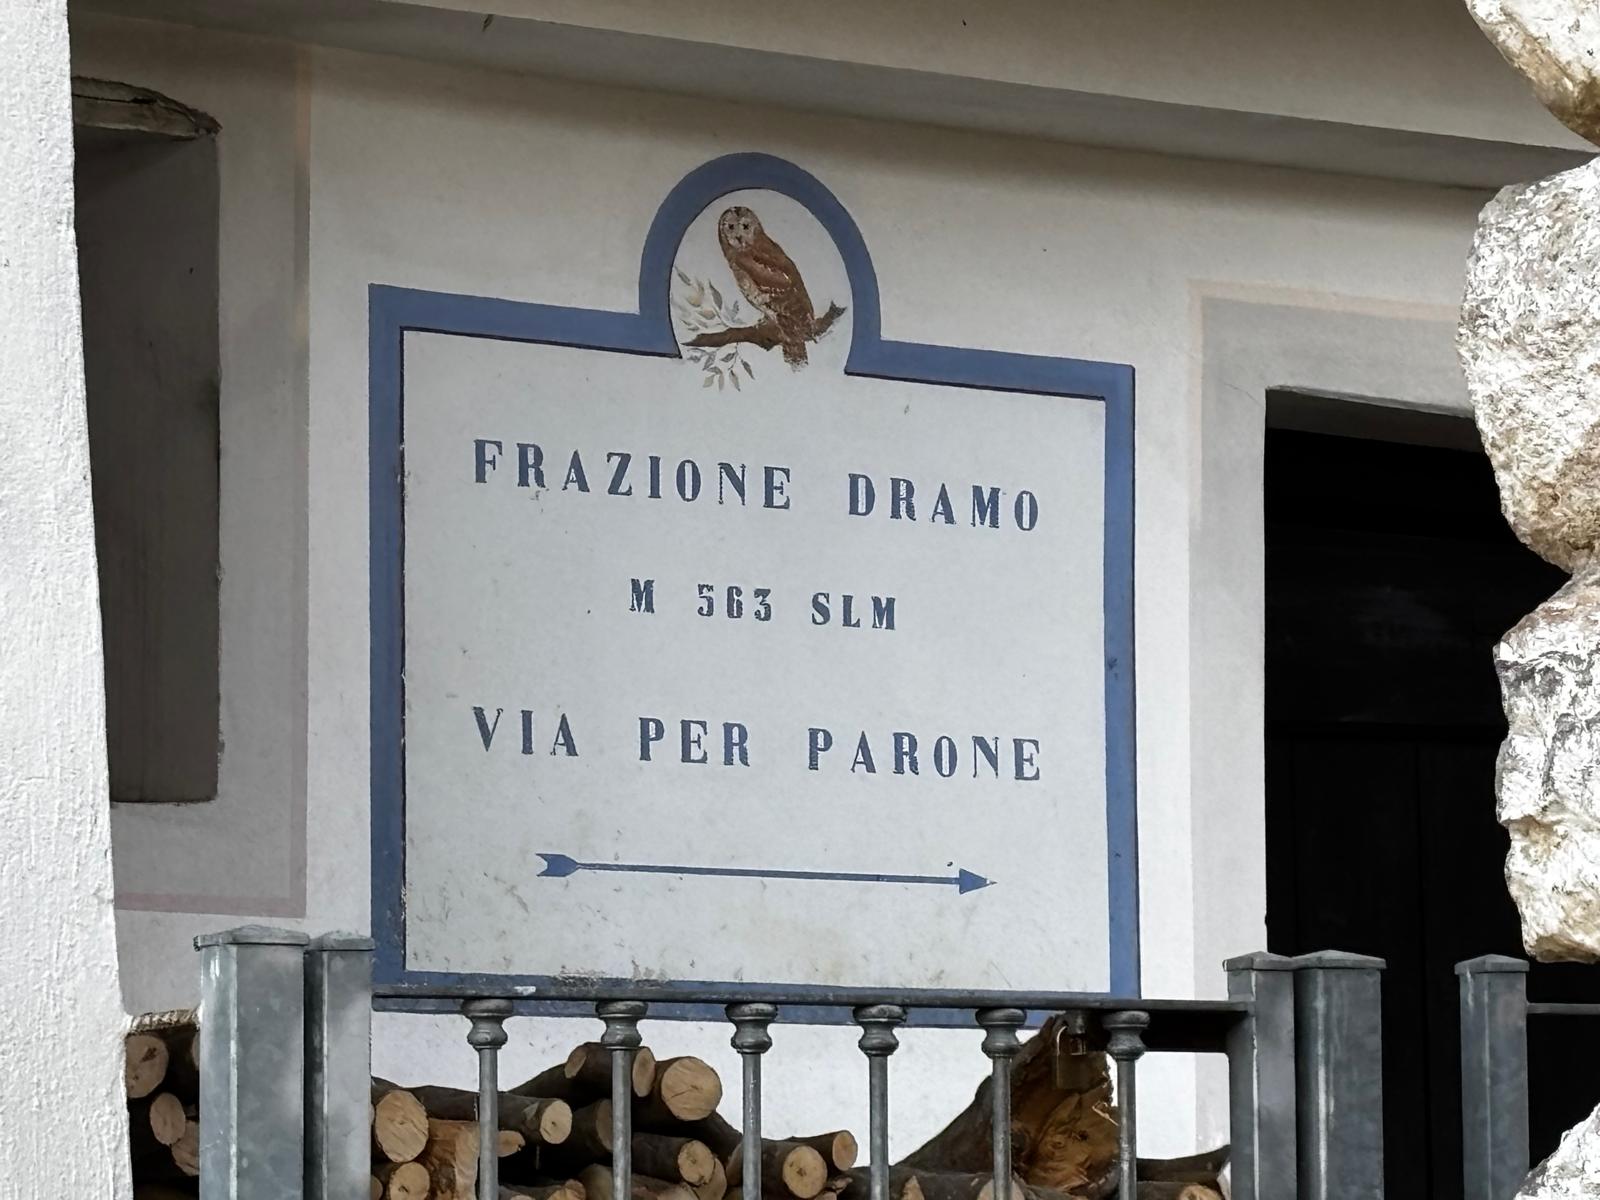 FRAZIONE DRAMO
M 563 SLM
VIA PER PARONE